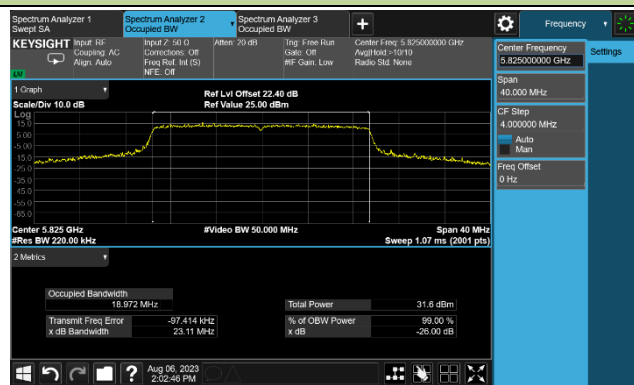 Spectrum Analyzer 1
Swept SA
Spectrum Analyzer 2
Occupied BW
Spectrum Analyzer 3
Occupied BW
+
Frequency
KEYSIGHT
Input: RF
Coupling: AC
Align: Auto
Input Z: 50 Ω
Corrections: Off
Freq Ref: Int (S)
NFE: Off
Atten: 20 dB
Trig: Free Run
Gate: Off
#IF Gain: Low
Center Freq: 5.825000000 GHz
Avg|Hold:>10/10
Radio Std: None
Center Frequency
5.825000000 GHz
Settings
Span
40.000 MHz
CF Step
4.000000 MHz
Auto
Man
Freq Offset
0 Hz
1 Graph
Scale/Div 10.0 dB
Ref Lvl Offset 22.40 dB
Ref Value 25.00 dBm
Log
15.0
5.00
-5.00
-15.0
-25.0
-35.0
-45.0
-55.0
-65.0
Center 5.825 GHz
#Res BW 220.00 kHz
#Video BW 50.000 MHz
Span 40 MHz
Sweep 1.07 ms (2001 pts)
2 Metrics
Occupied Bandwidth
18.972 MHz
Total Power 31.6 dBm
Transmit Freq Error -97.414 kHz
% of OBW Power 99.00 %
x dB Bandwidth 23.11 MHz
x dB -26.00 dB
?
Aug 06, 2023
2:02:46 PM